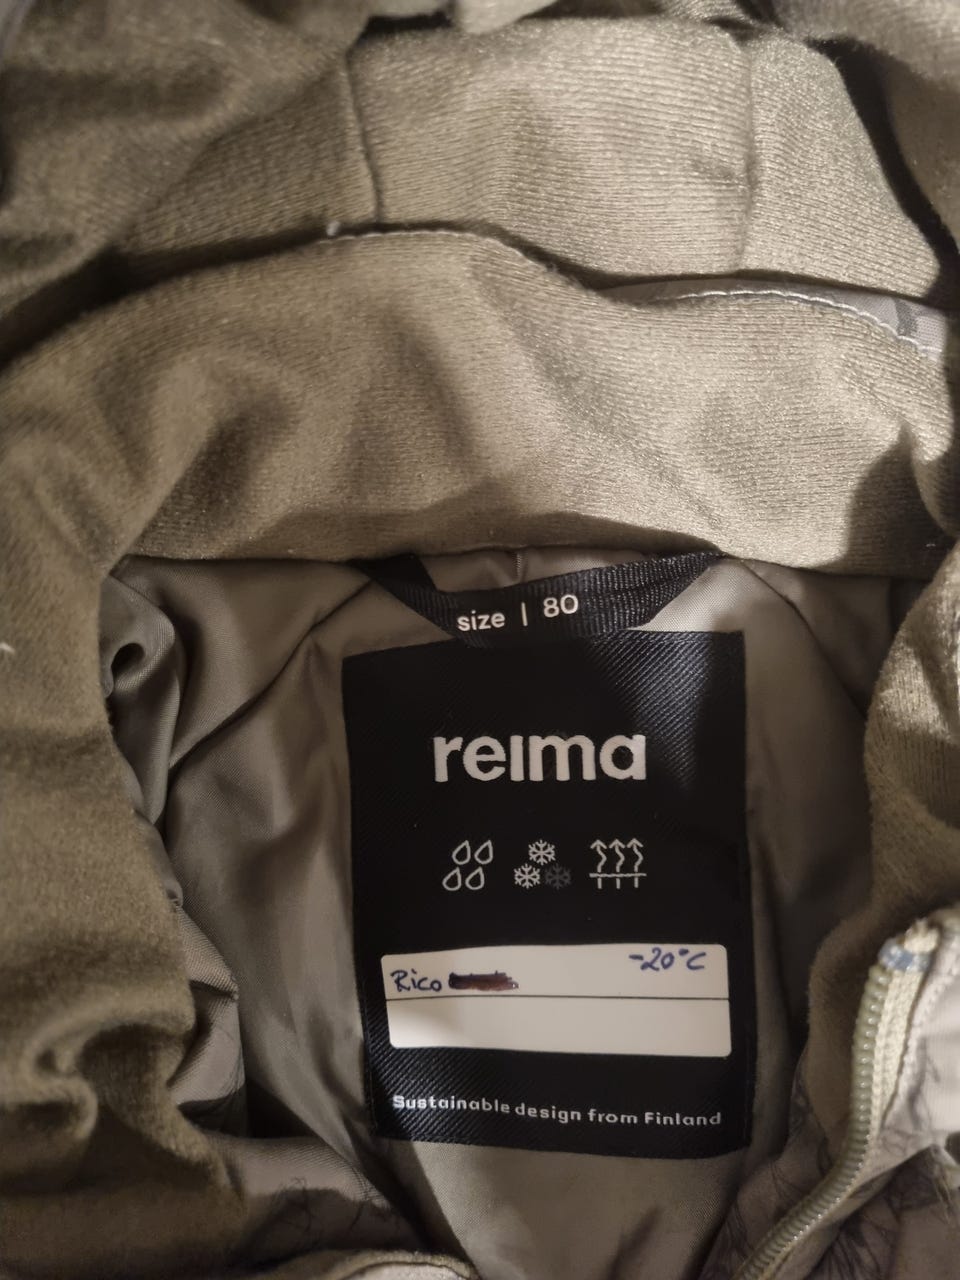 size | 80
reima
Rico
-20°C
Sustainable design from Finland